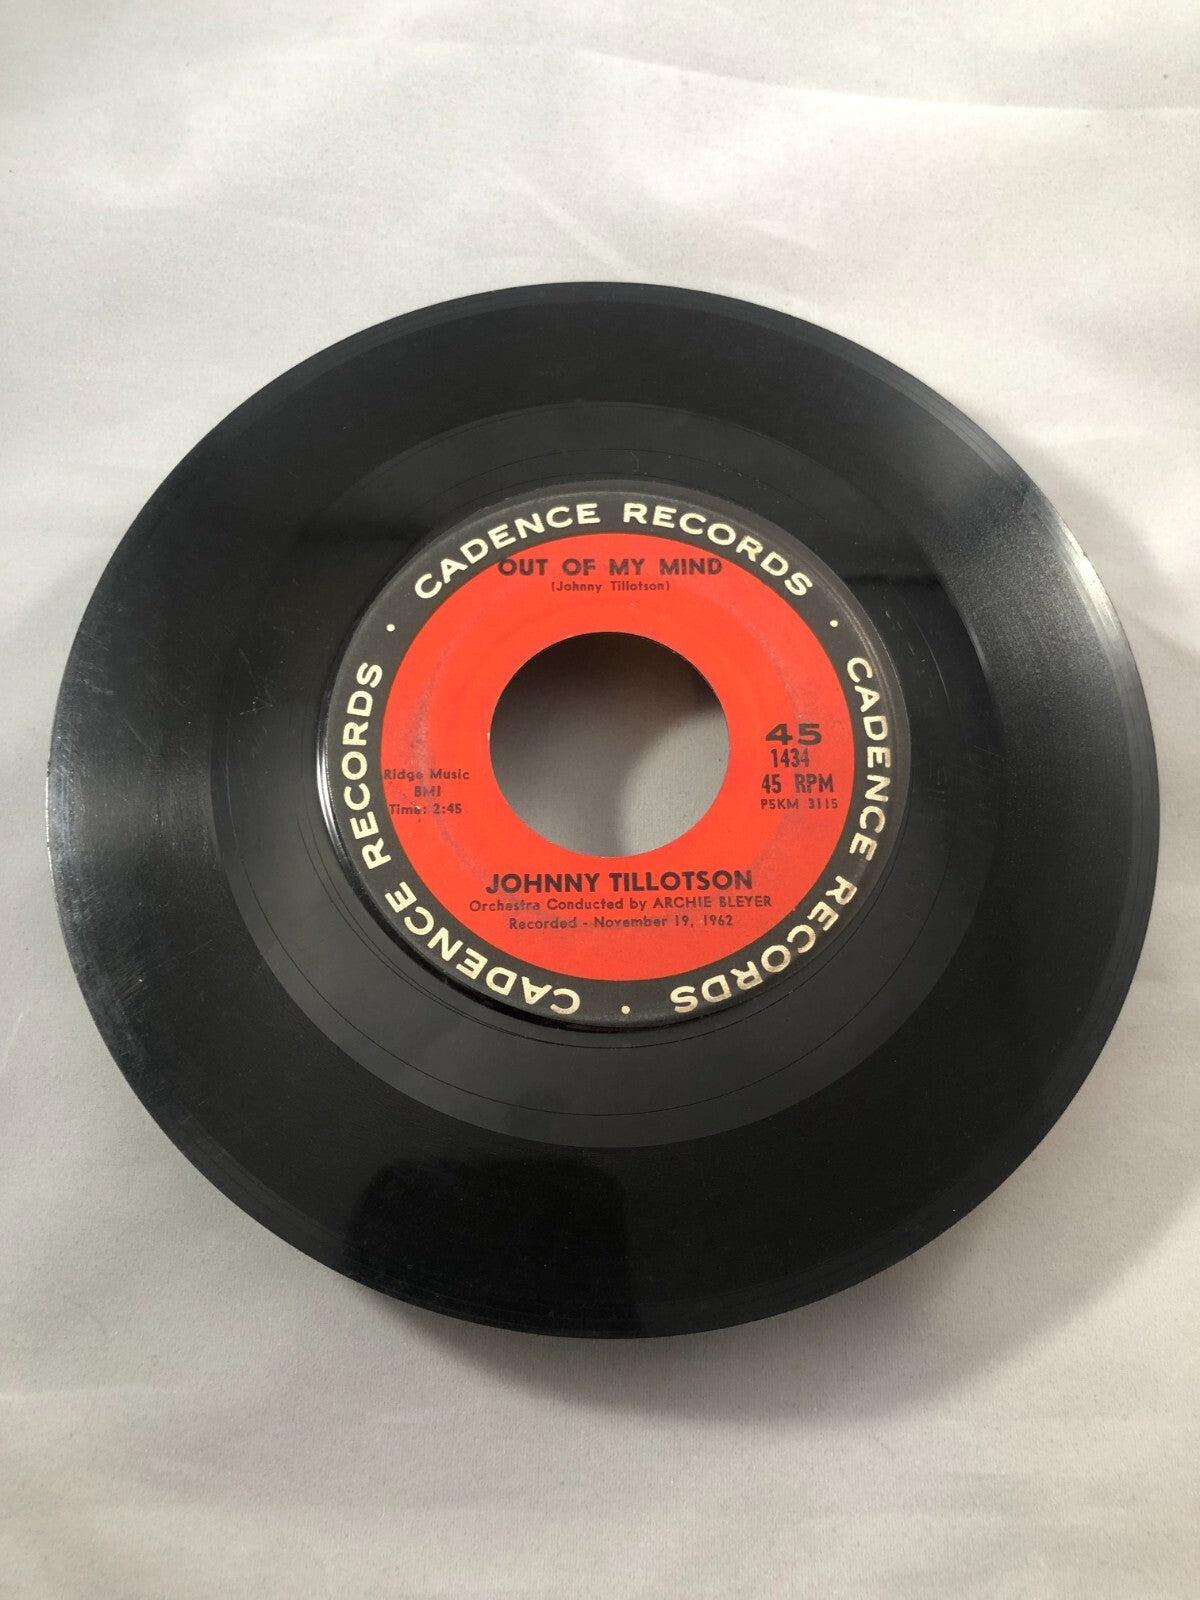 CADENCE RECORDS · CADENCE RECORDS · CADENCE RECORDS ·
OUT OF MY MIND
(Johnny Tillotson)
45
1434
45 RPM
P5KM 3115
Ridge Music
BMI
Time: 2:45
JOHNNY TILLOTSON
Orchestra Conducted by ARCHIE BLEYER
Recorded - November 19, 1962